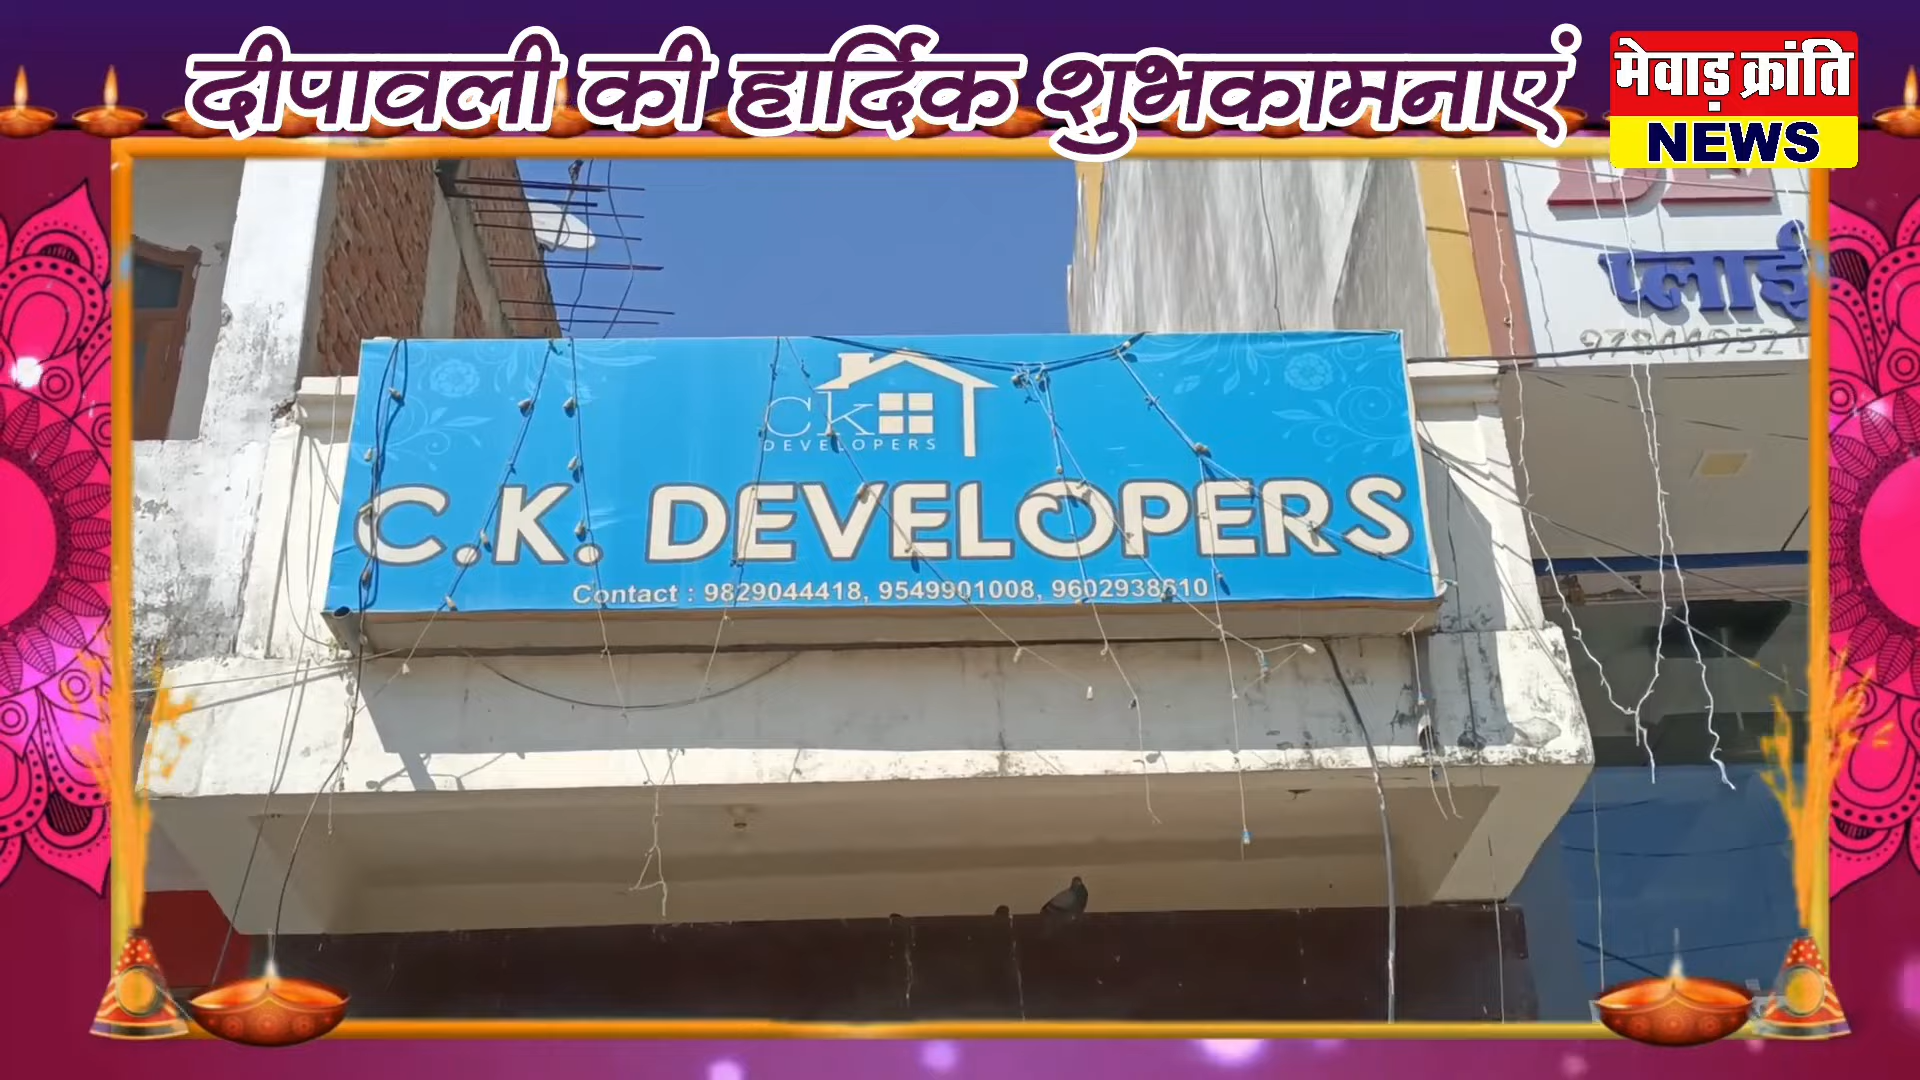 दीपावली की हार्दिक शुभकामनाएं
मेवाड़ क्रांति
NEWS
प्लाई
Ck
DEVELOPERS
C.K. DEVELOPERS
Contact : 9829044418, 9549901008, 9602938610